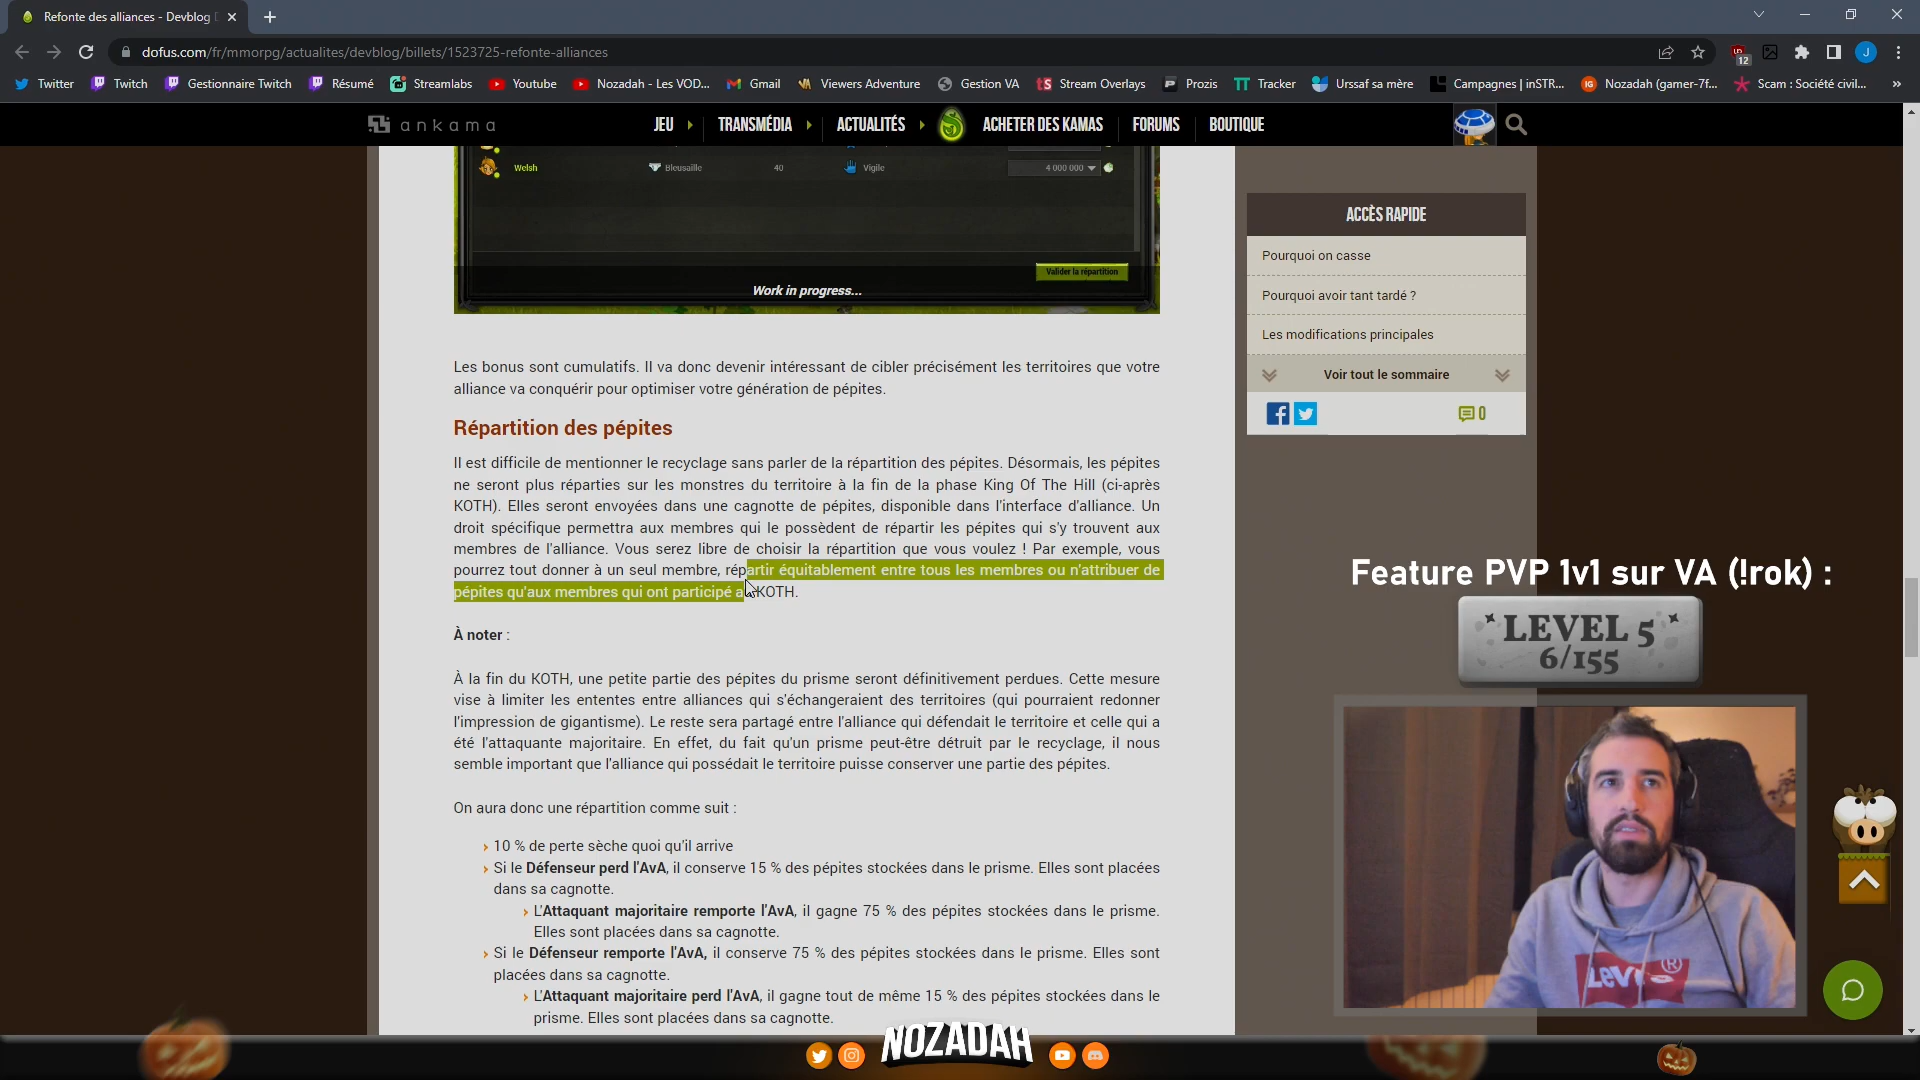 Refonte des alliances - Devblog
dofus.com/fr/mmorpg/actualites/devblog/billets/1523725-refonte-alliances
12
J
Twitter Twitch Gestionnaire Twitch Résumé Streamlabs Youtube Nozadah - Les VOD... Gmail Viewers Adventure Gestion VA Stream Overlays Prozis Tracker Urssaf sa mère Campagnes | inSTR... Nozadah (gamer-7f... Scam : Société civil... »
ankama JEU TRANSMÉDIA ACTUALITÉS ACHETER DES KAMAS FORUMS BOUTIQUE
Welsh Bleusaille 40 Vigile 4 000 000
Valider la répartition
Work in progress...
ACCÈS RAPIDE
Pourquoi on casse
Pourquoi avoir tant tardé ?
Les modifications principales
Voir tout le sommaire
0
Les bonus sont cumulatifs. Il va donc devenir intéressant de cibler précisément les territoires que votre
alliance va conquérir pour optimiser votre génération de pépites.
Répartition des pépites
Il est difficile de mentionner le recyclage sans parler de la répartition des pépites. Désormais, les pépites
ne seront plus réparties sur les monstres du territoire à la fin de la phase King Of The Hill (ci-après
KOTH). Elles seront envoyées dans une cagnotte de pépites, disponible dans l'interface d'alliance. Un
droit spécifique permettra aux membres qui le possèdent de répartir les pépites qui s'y trouvent aux
membres de l'alliance. Vous serez libre de choisir la répartition que vous voulez ! Par exemple, vous
pourrez tout donner à un seul membre, répartir équitablement entre tous les membres ou n'attribuer de
pépites qu'aux membres qui ont participé a KOTH.
À noter :
À la fin du KOTH, une petite partie des pépites du prisme seront définitivement perdues. Cette mesure
vise à limiter les ententes entre alliances qui s'échangeraient des territoires (qui pourraient redonner
l'impression de gigantisme). Le reste sera partagé entre l'alliance qui défendait le territoire et celle qui a
été l'attaquante majoritaire. En effet, du fait qu'un prisme peut-être détruit par le recyclage, il nous
semble important que l'alliance qui possédait le territoire puisse conserver une partie des pépites.
On aura donc une répartition comme suit :
10 % de perte sèche quoi qu'il arrive
Si le Défenseur perd l'AvA, il conserve 15 % des pépites stockées dans le prisme. Elles sont placées
dans sa cagnotte.
L'Attaquant majoritaire remporte l'AvA, il gagne 75 % des pépites stockées dans le prisme.
Elles sont placées dans sa cagnotte.
Si le Défenseur remporte l'AvA, il conserve 75 % des pépites stockées dans le prisme. Elles sont
placées dans sa cagnotte.
L'Attaquant majoritaire perd l'AvA, il gagne tout de même 15 % des pépites stockées dans le
prisme. Elles sont placées dans sa cagnotte.
Feature PVP 1v1 sur VA (!rok) :
LEVEL 5
6/155
Levi's
NOZADAH